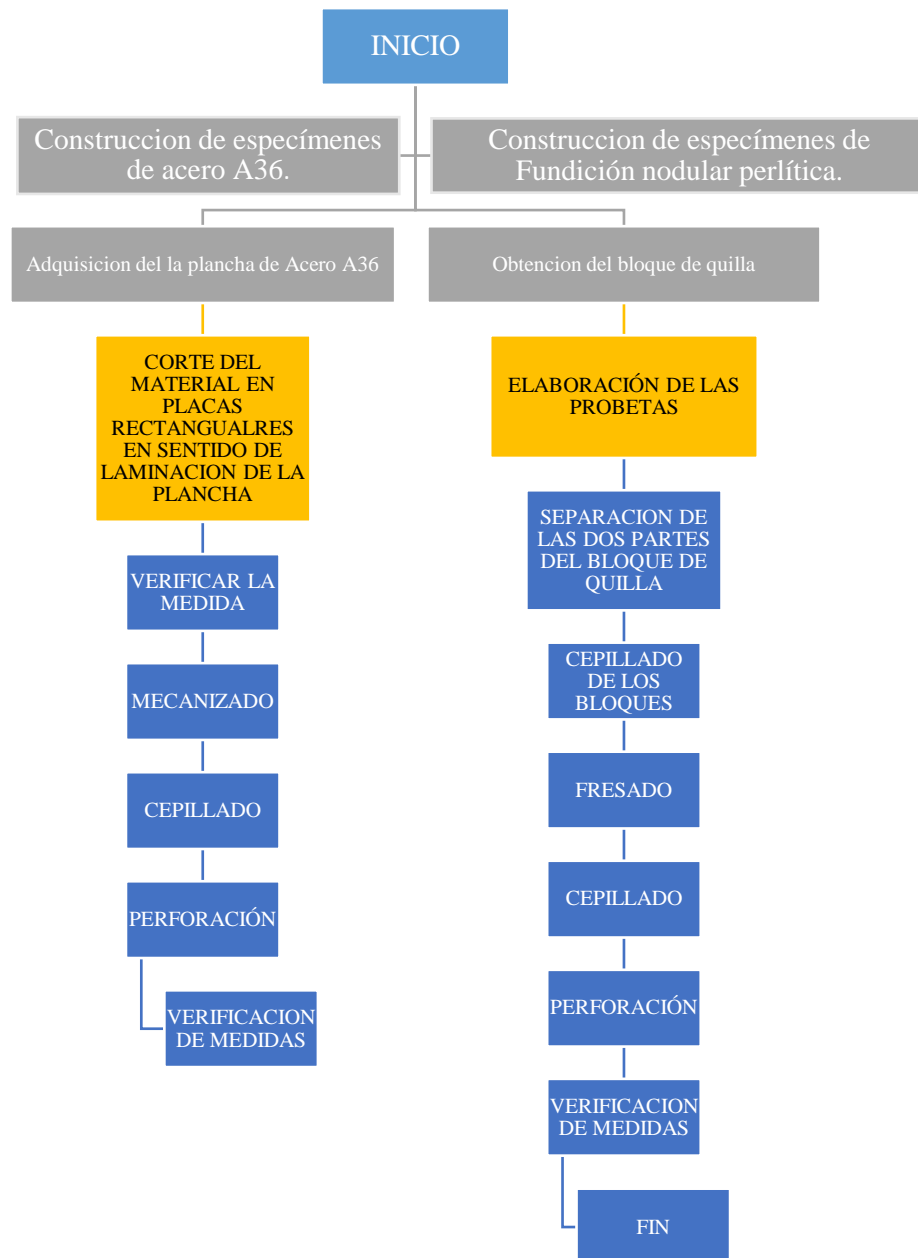 INICIO
Construccion de especímenes
de acero A36.
Construccion de especímenes de
Fundición nodular perlítica.
Adquisicion del la plancha de Acero A36
CORTE DEL
MATERIAL EN
PLACAS
RECTANGUALRES
EN SENTIDO DE
LAMINACION DE LA
PLANCHA
VERIFICAR LA
MEDIDA
MECANIZADO
CEPILLADO
PERFORACIÓN
VERIFICACION
DE MEDIDAS
Obtencion del bloque de quilla
ELABORACIÓN DE LAS
PROBETAS
SEPARACION DE
LAS DOS PARTES
DEL BLOQUE DE
QUILLA
CEPILLADO
DE LOS
BLOQUES
FRESADO
CEPILLADO
PERFORACIÓN
VERIFICACION
DE MEDIDAS
FIN